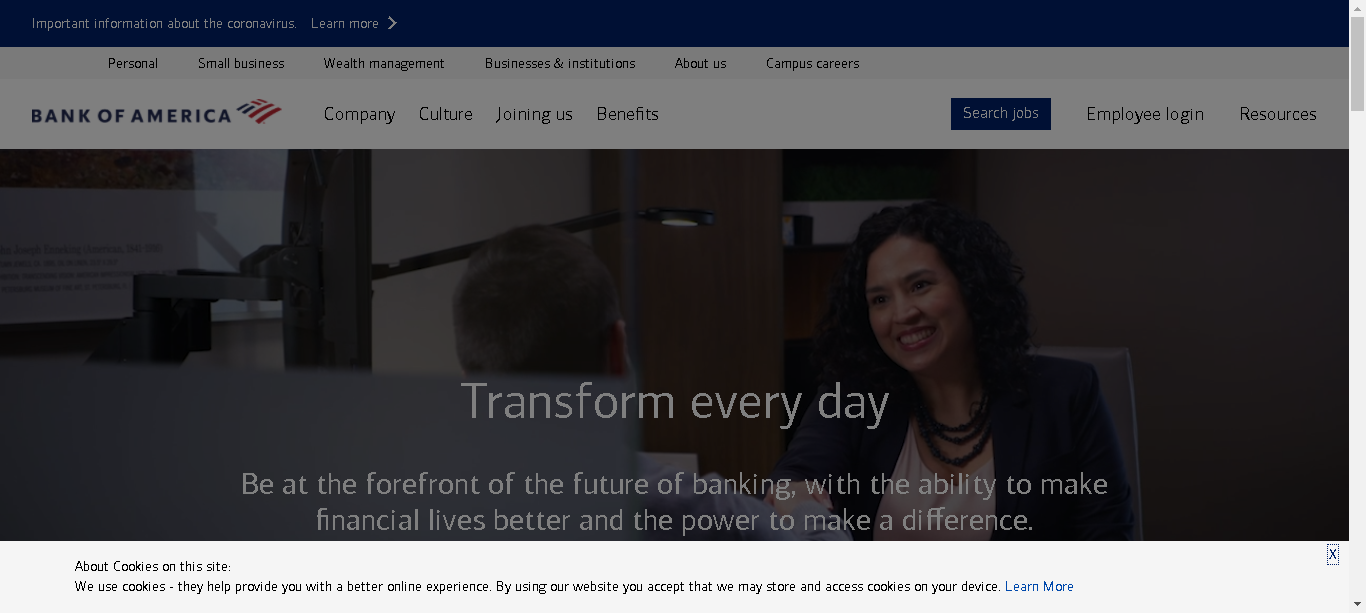 Important information about the coronavirus. Learn more
Personal Small business Wealth management Businesses & institutions About us Campus careers
BANK OF AMERICA Company Culture Joining us Benefits Search jobs Employee login Resources
Transform every day
Be at the forefront of the future of banking, with the ability to make
financial lives better and the power to make a difference.
X
About Cookies on this site:
We use cookies - they help provide you with a better online experience. By using our website you accept that we may store and access cookies on your device. Learn More